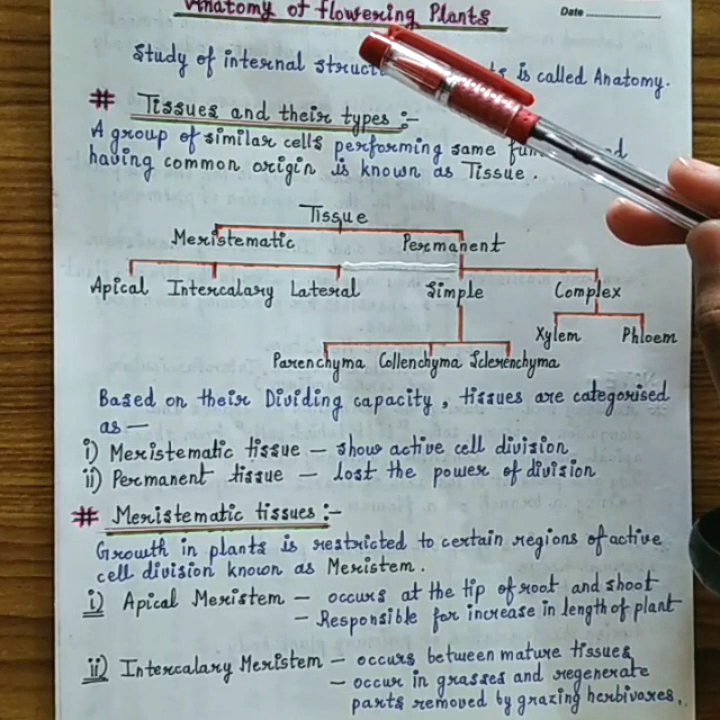 Anatomy of Flowering Plants
Date
Study of internal is called Anatomy.
# Tissues and their types :-
A group of similar cells performing same
having common origin is known as Tissue.
Tissue
Meristematic Permanent
Apical Intercalary Lateral Simple Complex
Xylem Phloem
Parenchyma Collenchyma Sclerenchyma
Based on their Dividing capacity, tissues are categorised
as —
i) Meristematic tissue — show active cell division
ii) Permanent tissue — lost the power of division
# Meristematic tissues :-
Growth in plants is restricted to certain regions of active
cell division known as Meristem.
i) Apical Meristem — occurs at the tip of root and shoot
— Responsible for increase in length of plant
ii) Intercalary Meristem — occurs between mature tissues
— occur in grasses and regenerate
parts removed by grazing herbivores.